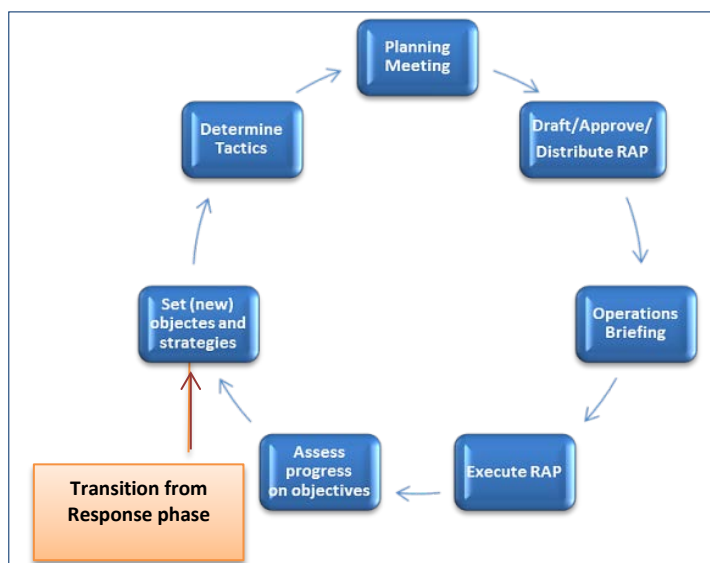 Planning
Meeting
Draft/Approve/
Distribute RAP
Operations
Briefing
Execute RAP
Assess
progress
on objectives
Set (new)
objectes and
strategies
Determine
Tactics
Transition from
Response phase